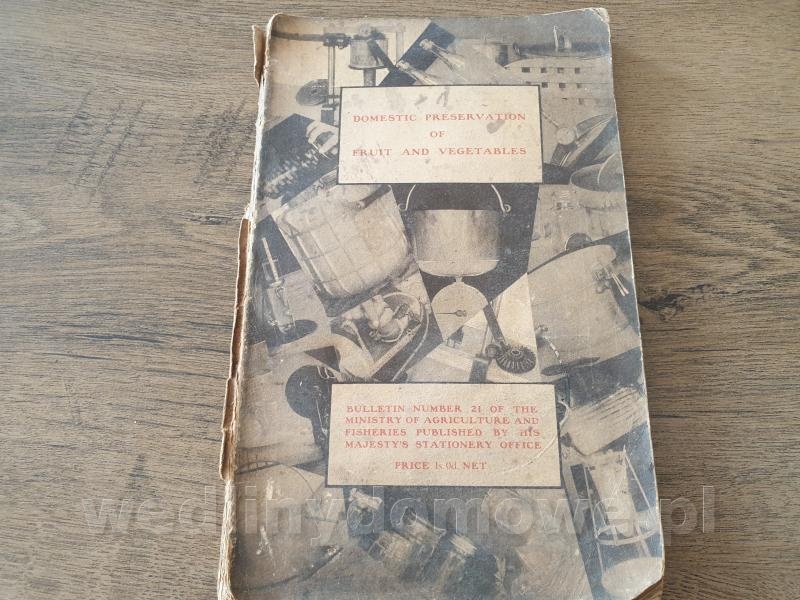 DOMESTIC PRESERVATION
OF
FRUIT AND VEGETABLES
BULLETIN NUMBER 21 OF THE
MINISTRY OF AGRICULTURE AND
FISHERIES PUBLISHED BY HIS
MAJESTY'S STATIONERY OFFICE
PRICE 1s. 0d. NET
wedlinydomowe.pl